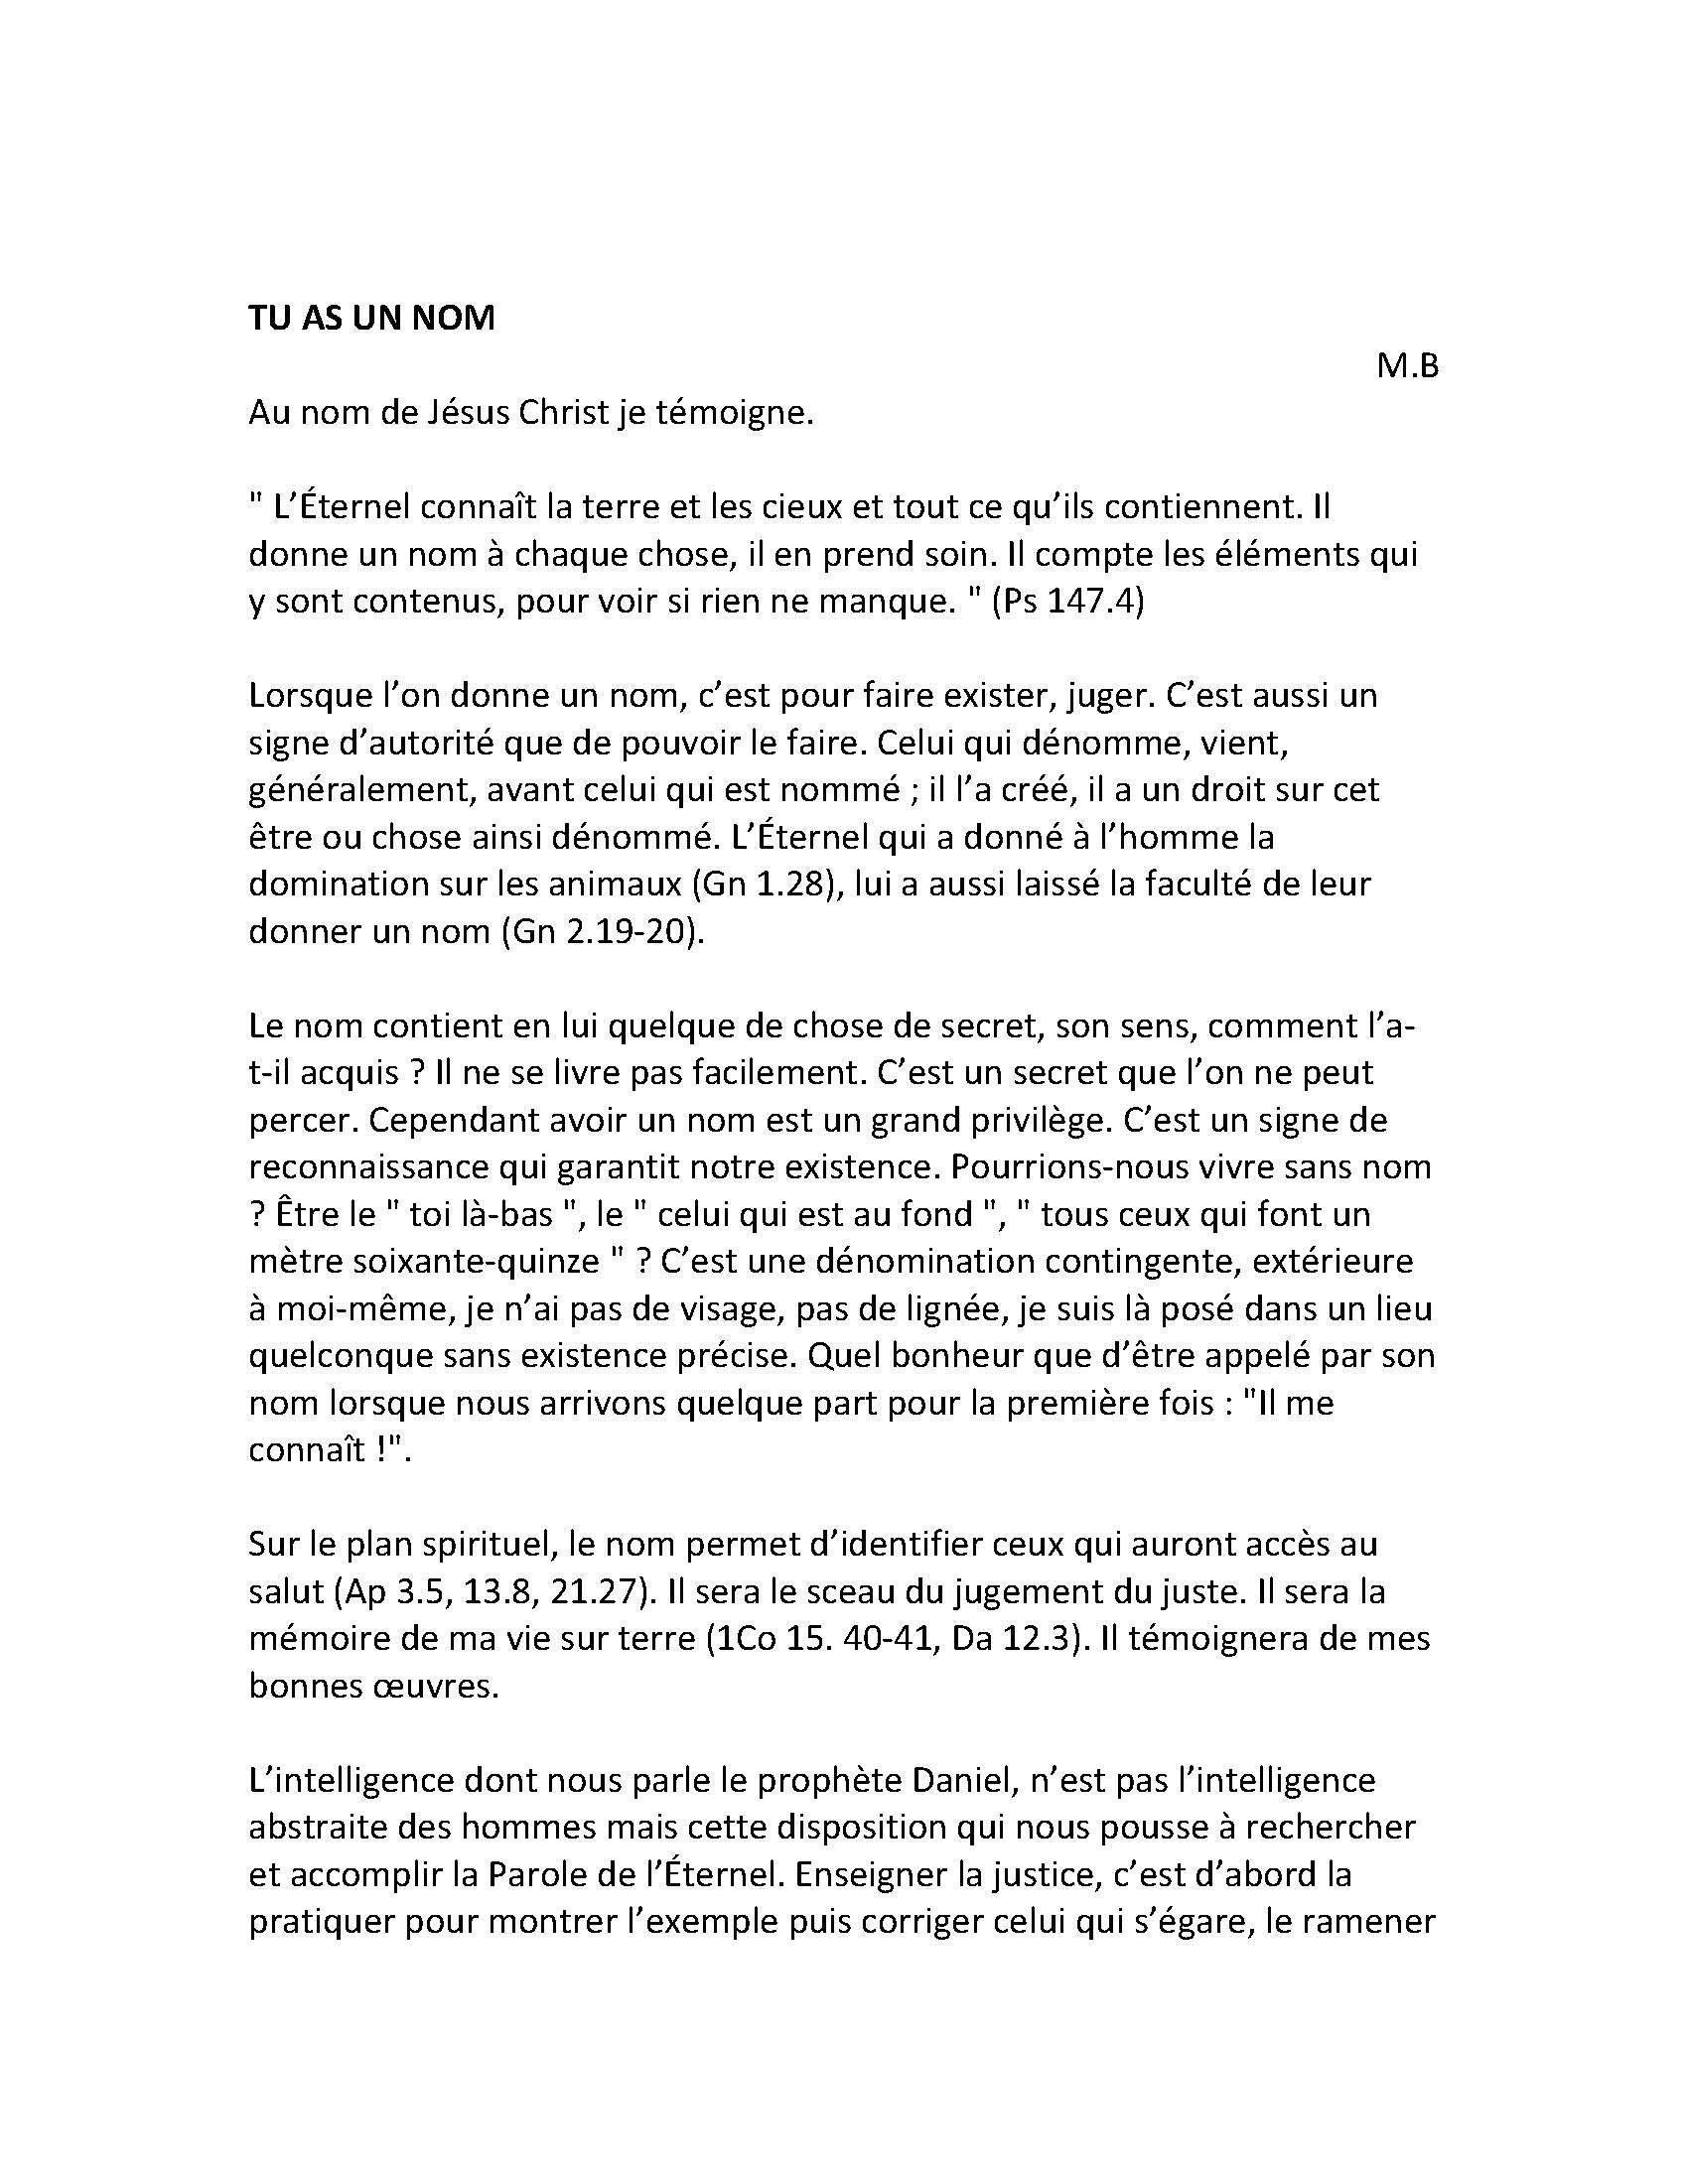 TU AS UN NOM
M.B
Au nom de Jésus Christ je témoigne.
" L’Éternel connaît la terre et les cieux et tout ce qu’ils contiennent. Il
donne un nom à chaque chose, il en prend soin. Il compte les éléments qui
y sont contenus, pour voir si rien ne manque. " (Ps 147.4)
Lorsque l’on donne un nom, c’est pour faire exister, juger. C’est aussi un
signe d’autorité que de pouvoir le faire. Celui qui dénomme, vient,
généralement, avant celui qui est nommé ; il l’a créé, il a un droit sur cet
être ou chose ainsi dénommé. L’Éternel qui a donné à l’homme la
domination sur les animaux (Gn 1.28), lui a aussi laissé la faculté de leur
donner un nom (Gn 2.19-20).
Le nom contient en lui quelque de chose de secret, son sens, comment l’a-
t-il acquis ? Il ne se livre pas facilement. C’est un secret que l’on ne peut
percer. Cependant avoir un nom est un grand privilège. C’est un signe de
reconnaissance qui garantit notre existence. Pourrions-nous vivre sans nom
? Être le " toi là-bas ", le " celui qui est au fond ", " tous ceux qui font un
mètre soixante-quinze " ? C’est une dénomination contingente, extérieure
à moi-même, je n’ai pas de visage, pas de lignée, je suis là posé dans un lieu
quelconque sans existence précise. Quel bonheur que d’être appelé par son
nom lorsque nous arrivons quelque part pour la première fois : "Il me
connaît !".
Sur le plan spirituel, le nom permet d’identifier ceux qui auront accès au
salut (Ap 3.5, 13.8, 21.27). Il sera le sceau du jugement du juste. Il sera la
mémoire de ma vie sur terre (1Co 15. 40-41, Da 12.3). Il témoignera de mes
bonnes œuvres.
L’intelligence dont nous parle le prophète Daniel, n’est pas l’intelligence
abstraite des hommes mais cette disposition qui nous pousse à rechercher
et accomplir la Parole de l’Éternel. Enseigner la justice, c’est d’abord la
pratiquer pour montrer l’exemple puis corriger celui qui s’égare, le ramener